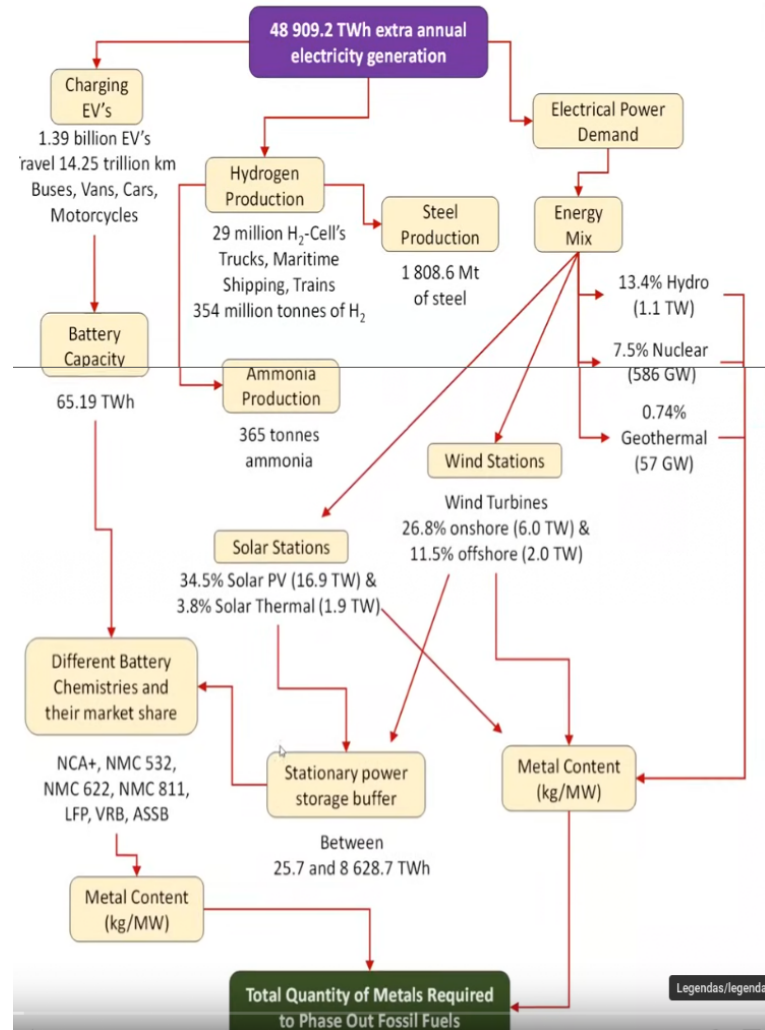 48 909.2 TWh extra annual
electricity generation
Charging
EV's
1.39 billion EV's
ravel 14.25 trillion km
Buses, Vans, Cars,
Motorcycles
Hydrogen
Production
29 million H₂-Cell's
Trucks, Maritime
Shipping, Trains
354 million tonnes of H₂
Steel
Production
1 808.6 Mt
of steel
Electrical Power
Demand
Energy
Mix
13.4% Hydro
(1.1 TW)
7.5% Nuclear
(586 GW)
0.74%
Geothermal
(57 GW)
Battery
Capacity
65.19 TWh
Ammonia
Production
365 tonnes
ammonia
Wind Stations
Wind Turbines
26.8% onshore (6.0 TW) &
11.5% offshore (2.0 TW)
Solar Stations
34.5% Solar PV (16.9 TW) &
3.8% Solar Thermal (1.9 TW)
Different Battery
Chemistries and
their market share
NCA+, NMC 532,
NMC 622, NMC 811,
LFP, VRB, ASSB
Stationary power
storage buffer
Between
25.7 and 8 628.7 TWh
Metal Content
(kg/MW)
Metal Content
(kg/MW)
Legendas/legenda
Total Quantity of Metals Required
to Phase Out Fossil Fuels